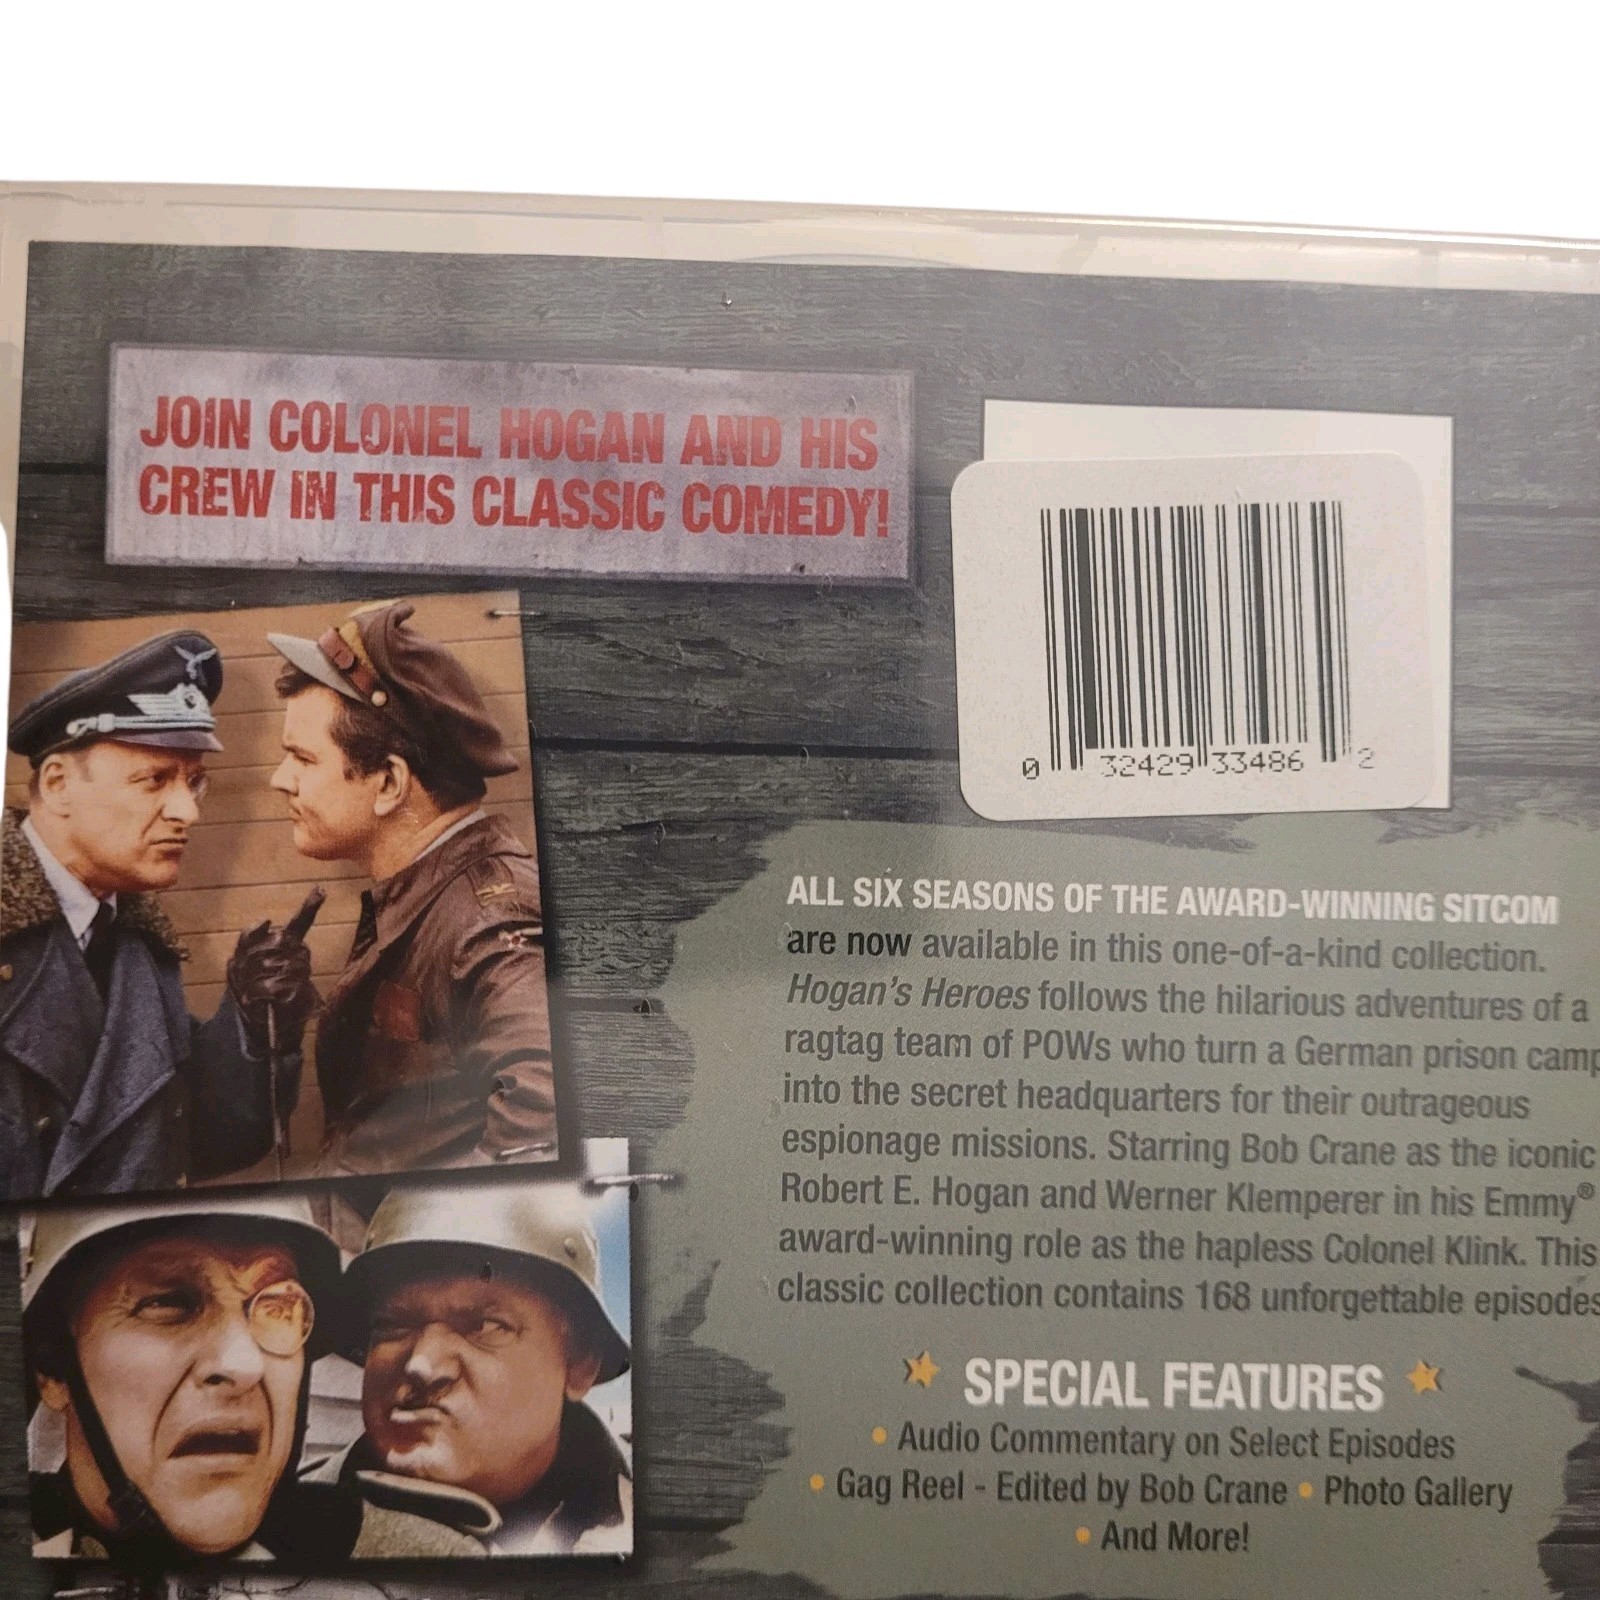 JOIN COLONEL HOGAN AND HIS
CREW IN THIS CLASSIC COMEDY!
0 32429 33486 2
ALL SIX SEASONS OF THE AWARD-WINNING SITCOM
are now available in this one-of-a-kind collection.
Hogan's Heroes follows the hilarious adventures of a
ragtag team of POWs who turn a German prison camp
into the secret headquarters for their outrageous
espionage missions. Starring Bob Crane as the iconic
Robert E. Hogan and Werner Klemperer in his Emmy®
award-winning role as the hapless Colonel Klink. This
classic collection contains 168 unforgettable episodes
SPECIAL FEATURES
• Audio Commentary on Select Episodes
• Gag Reel - Edited by Bob Crane • Photo Gallery
• And More!